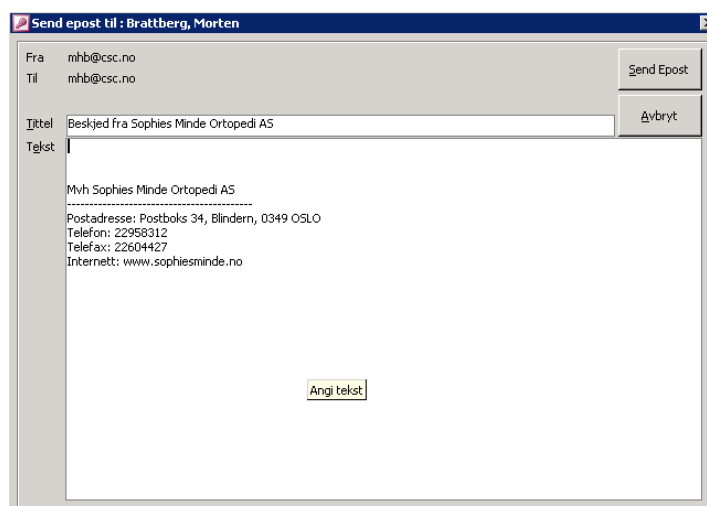 Send epost til : Brattberg, Morten
Fra mhb@csc.no
Til mhb@csc.no
Send Epost
Avbryt
Tittel Beskjed fra Sophies Minde Ortopedi AS
Tekst
Mvh Sophies Minde Ortopedi AS
------------------------------------------
Postadresse: Postboks 34, Blindern, 0349 OSLO
Telefon: 22958312
Telefax: 22604427
Internett: www.sophiesminde.no
Angi tekst